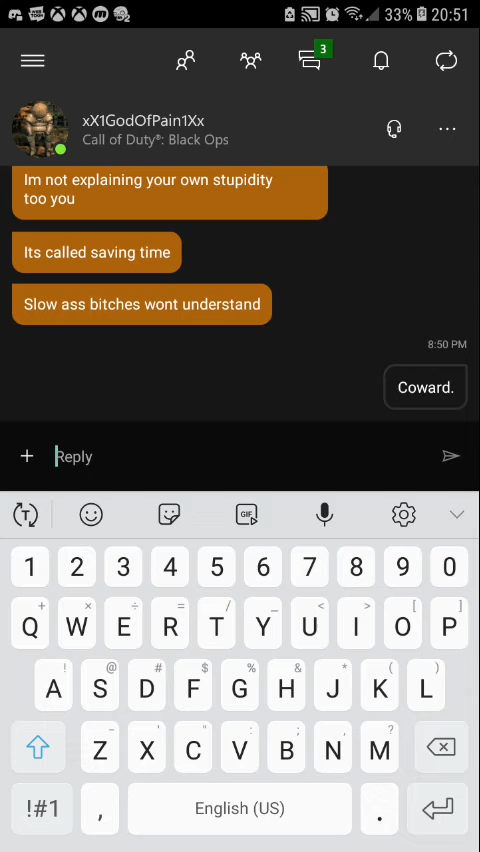 33% 20:51
3
xX1GodOfPain1Xx
Call of Duty®: Black Ops
Im not explaining your own stupidity
too you
Its called saving time
Slow ass bitches wont understand
8:50 PM
Coward.
+ Reply
T GIF
1 2 3 4 5 6 7 8 9 0
+ × ÷ = / _ < > [ ]
Q W E R T Y U I O P
! @ # $ % & * ( )
A S D F G H J K L
- ' " : ; , ?
Z X C V B N M
!#1 , English (US) .